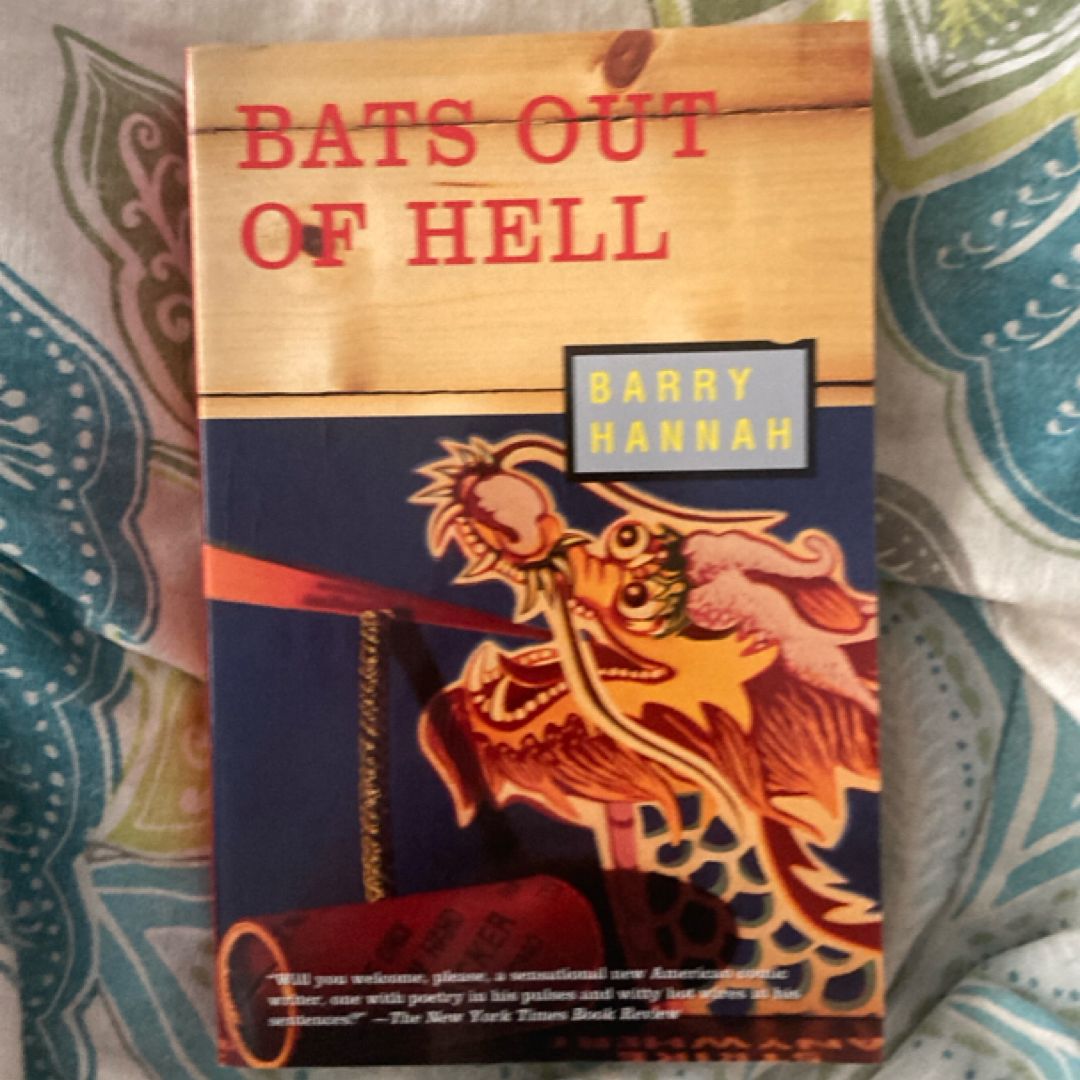 BATS OUT
OF HELL
BARRY
HANNAH
"Will you welcome, please, a sensational new American comic
writer, one with poetry in his pulses and witty hot wires in his
sentences!" —The New York Times Book Review